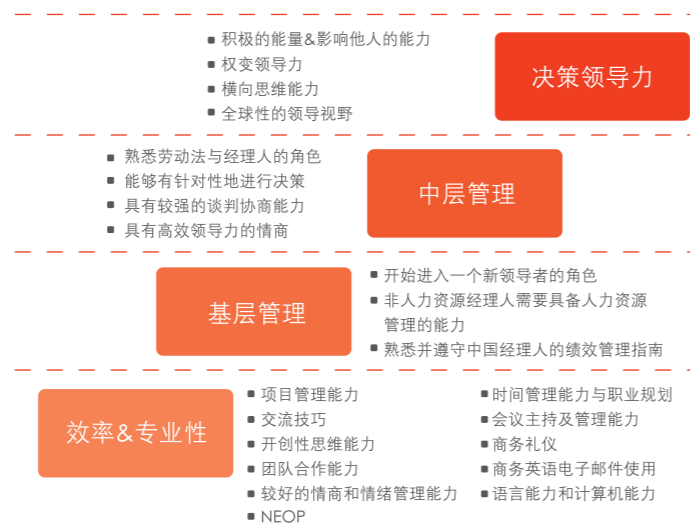 积极的能量&影响他人的能力
权变领导力
横向思维能力
全球性的领导视野
决策领导力
熟悉劳动法与经理人的角色
能够有针对性地进行决策
具有较强的谈判协商能力
具有高效领导力的情商
中层管理
基层管理
开始进入一个新领导者的角色
非人力资源经理人需要具备人力资源
管理的能力
熟悉并遵守中国经理人的绩效管理指南
效率&专业性
项目管理能力
交流技巧
开创性思维能力
团队合作能力
较好的情商和情绪管理能力
NEOP
时间管理能力与职业规划
会议主持及管理能力
商务礼仪
商务英语电子邮件使用
语言能力和计算机能力